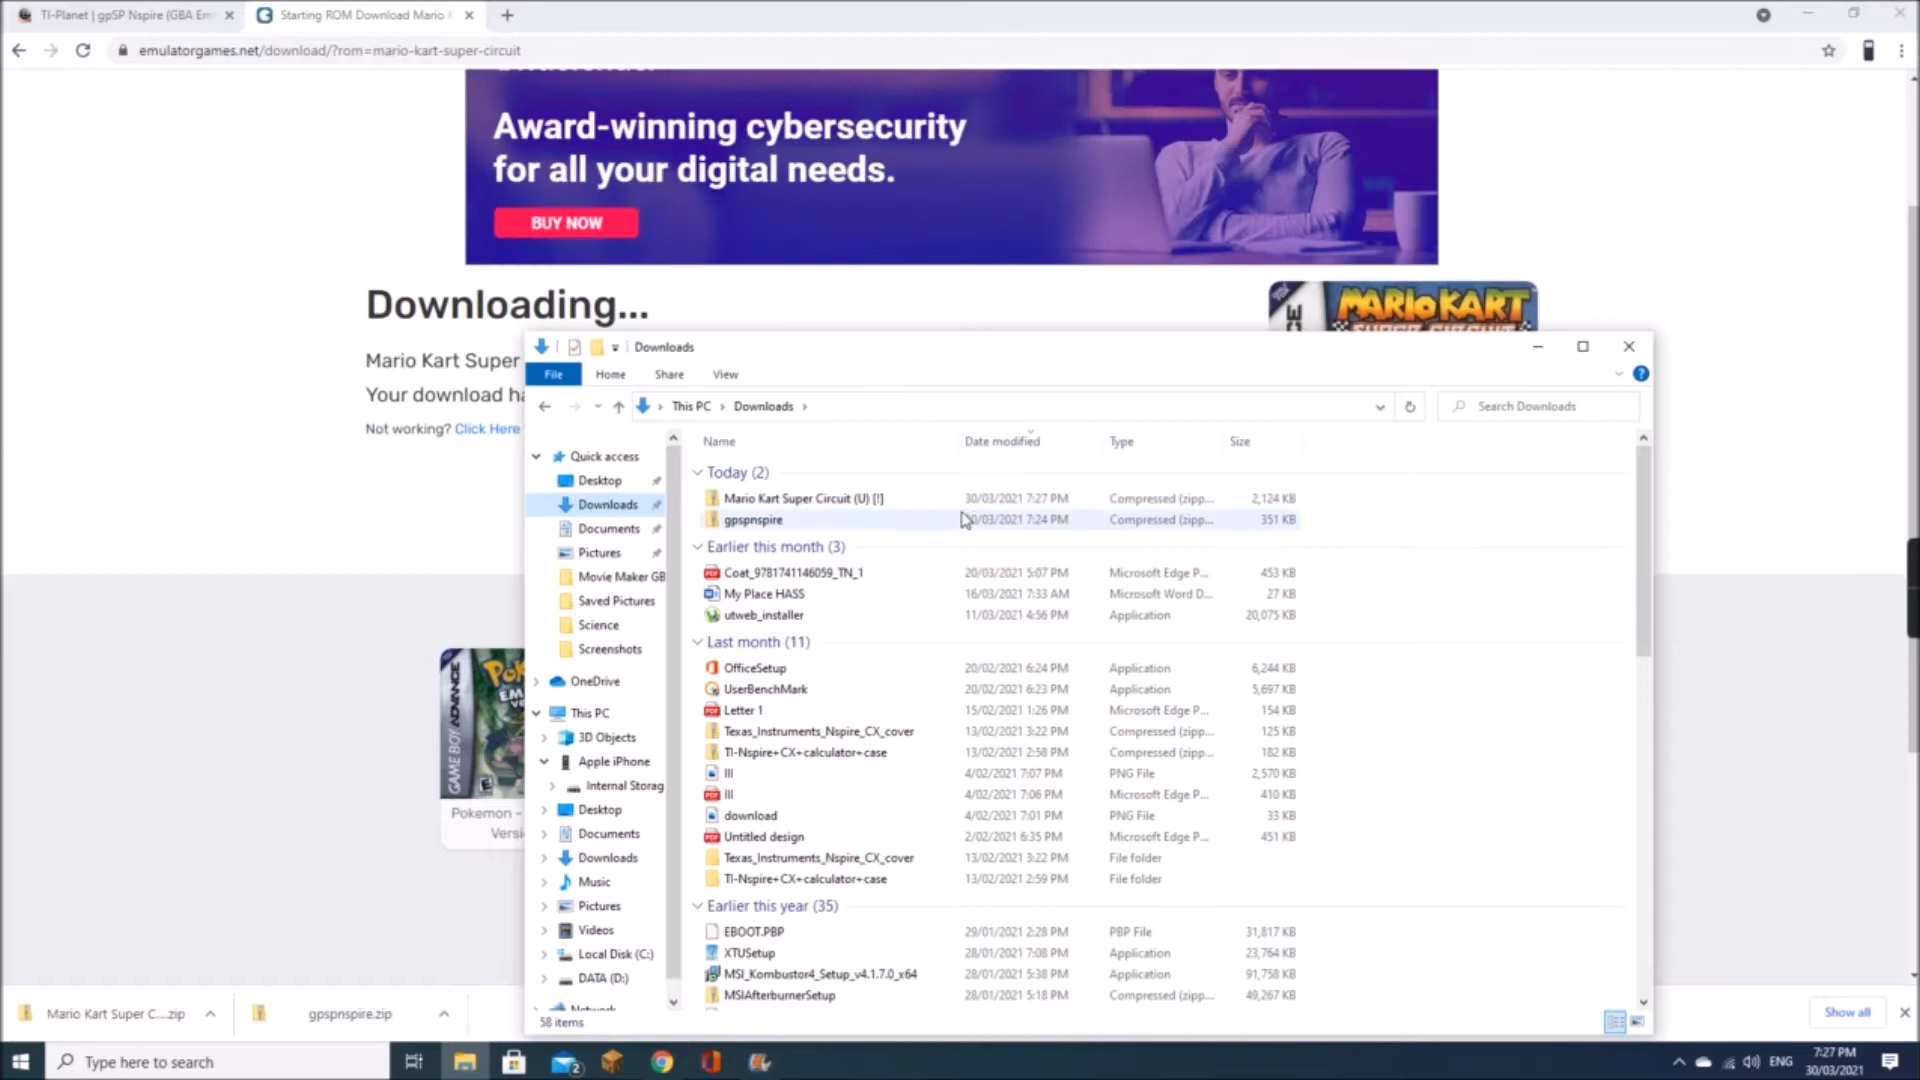 TI-Planet | gpSP Nspire (GBA Em
Starting ROM Download Mario K
emulatorgames.net/download/?rom=mario-kart-super-circuit
Award-winning cybersecurity
for all your digital needs.
BUY NOW
Downloading...
Mario Kart Super
Your download ha
Not working? Click Here
MARIO KART
SUPER CIRCUIT
Downloads
File Home Share View
This PC > Downloads >
Search Downloads
Name Date modified Type Size
Today (2)
Mario Kart Super Circuit (U) [!] 30/03/2021 7:27 PM Compressed (zipp... 2,124 KB
gpspnspire /03/2021 7:24 PM Compressed (zipp... 351 KB
Earlier this month (3)
Coat_9781741146059_TN_1 20/03/2021 5:07 PM Microsoft Edge P... 453 KB
My Place HASS 16/03/2021 7:33 AM Microsoft Word D... 27 KB
utweb_installer 11/03/2021 4:56 PM Application 20,075 KB
Last month (11)
OfficeSetup 20/02/2021 6:24 PM Application 6,244 KB
UserBenchMark 20/02/2021 6:23 PM Application 5,697 KB
Letter 1 15/02/2021 1:26 PM Microsoft Edge P... 154 KB
Texas_Instruments_Nspire_CX_cover 13/02/2021 3:22 PM Compressed (zipp... 125 KB
TI-Nspire+CX+calculator+case 13/02/2021 2:58 PM Compressed (zipp... 182 KB
lll 4/02/2021 7:07 PM PNG File 2,570 KB
lll 4/02/2021 7:06 PM Microsoft Edge P... 410 KB
download 4/02/2021 7:01 PM PNG File 33 KB
Untitled design 2/02/2021 6:35 PM Microsoft Edge P... 451 KB
Texas_Instruments_Nspire_CX_cover 13/02/2021 3:22 PM File folder
TI-Nspire+CX+calculator+case 13/02/2021 2:59 PM File folder
Earlier this year (35)
EBOOT.PBP 29/01/2021 2:28 PM PBP File 31,817 KB
XTUSetup 28/01/2021 7:08 PM Application 23,764 KB
MSI_Kombustor4_Setup_v4.1.7.0_x64 28/01/2021 5:38 PM Application 91,758 KB
MSIAfterburnerSetup 28/01/2021 5:18 PM Compressed (zipp... 49,267 KB
Quick access
Desktop
Downloads
Documents
Pictures
Movie Maker GB
Saved Pictures
Science
Screenshots
OneDrive
This PC
3D Objects
Apple iPhone
Internal Storag
Desktop
Documents
Downloads
Music
Pictures
Videos
Local Disk (C:)
DATA (D:)
Network
58 items
GAME BOY ADVANCE
Pokemon -
Versi
Mario Kart Super C....zip
gpspnspire.zip
Show all
Type here to search
2
ENG
7:27 PM
30/03/2021